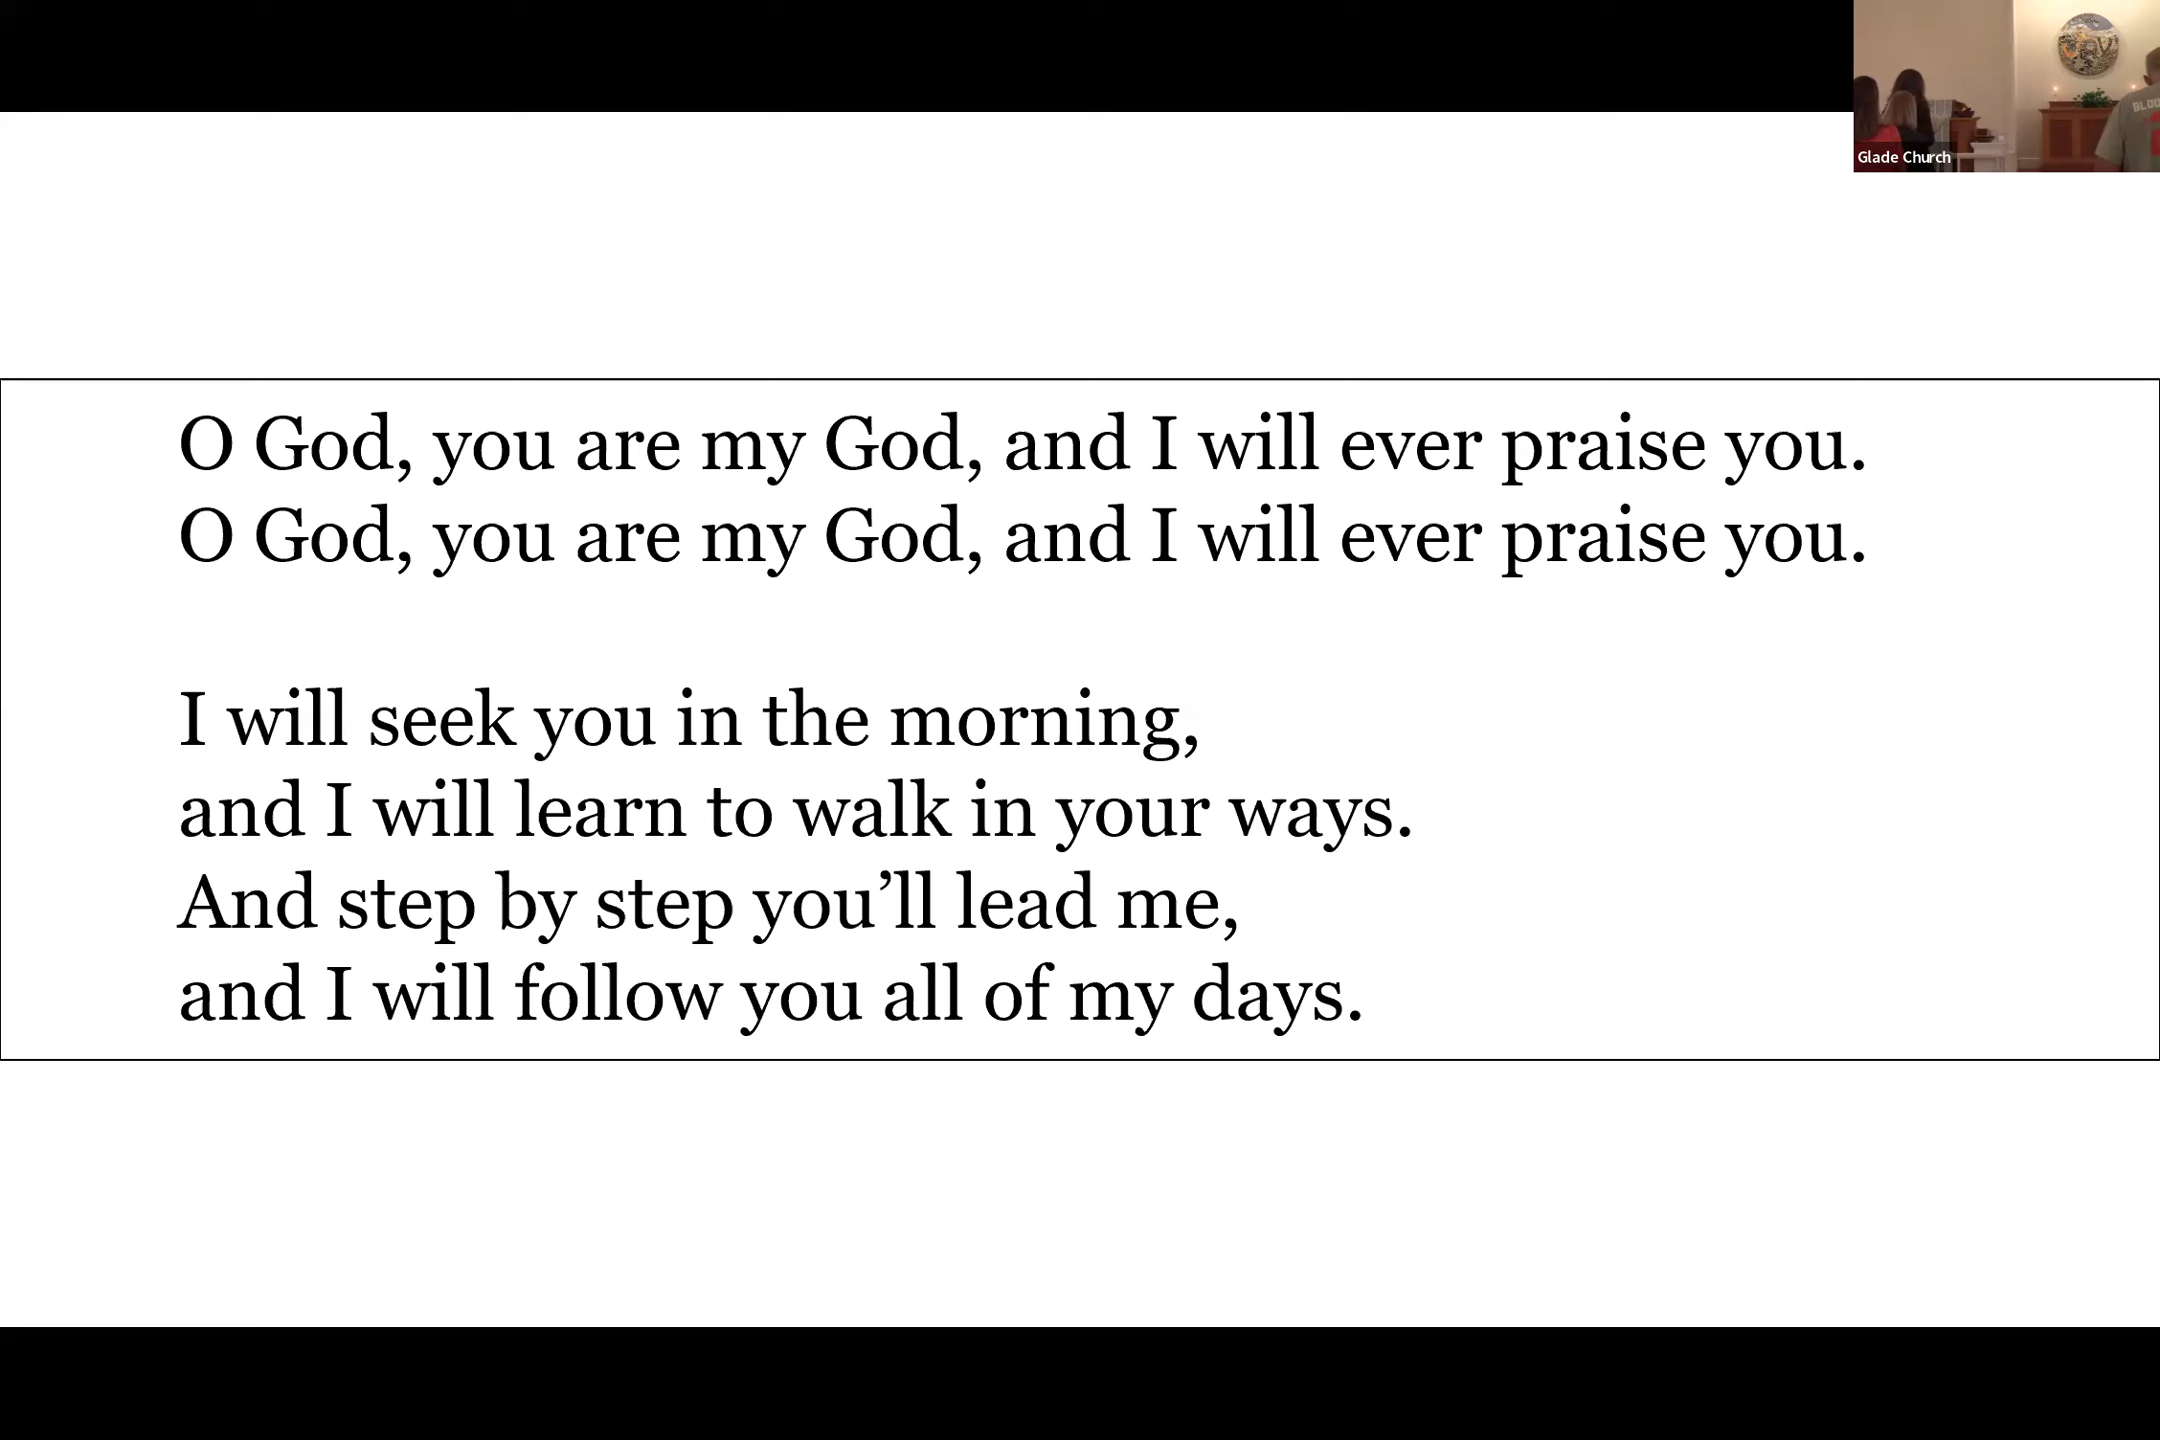 Glade Church
O God, you are my God, and I will ever praise you.
O God, you are my God, and I will ever praise you.
I will seek you in the morning,
and I will learn to walk in your ways.
And step by step you’ll lead me,
and I will follow you all of my days.